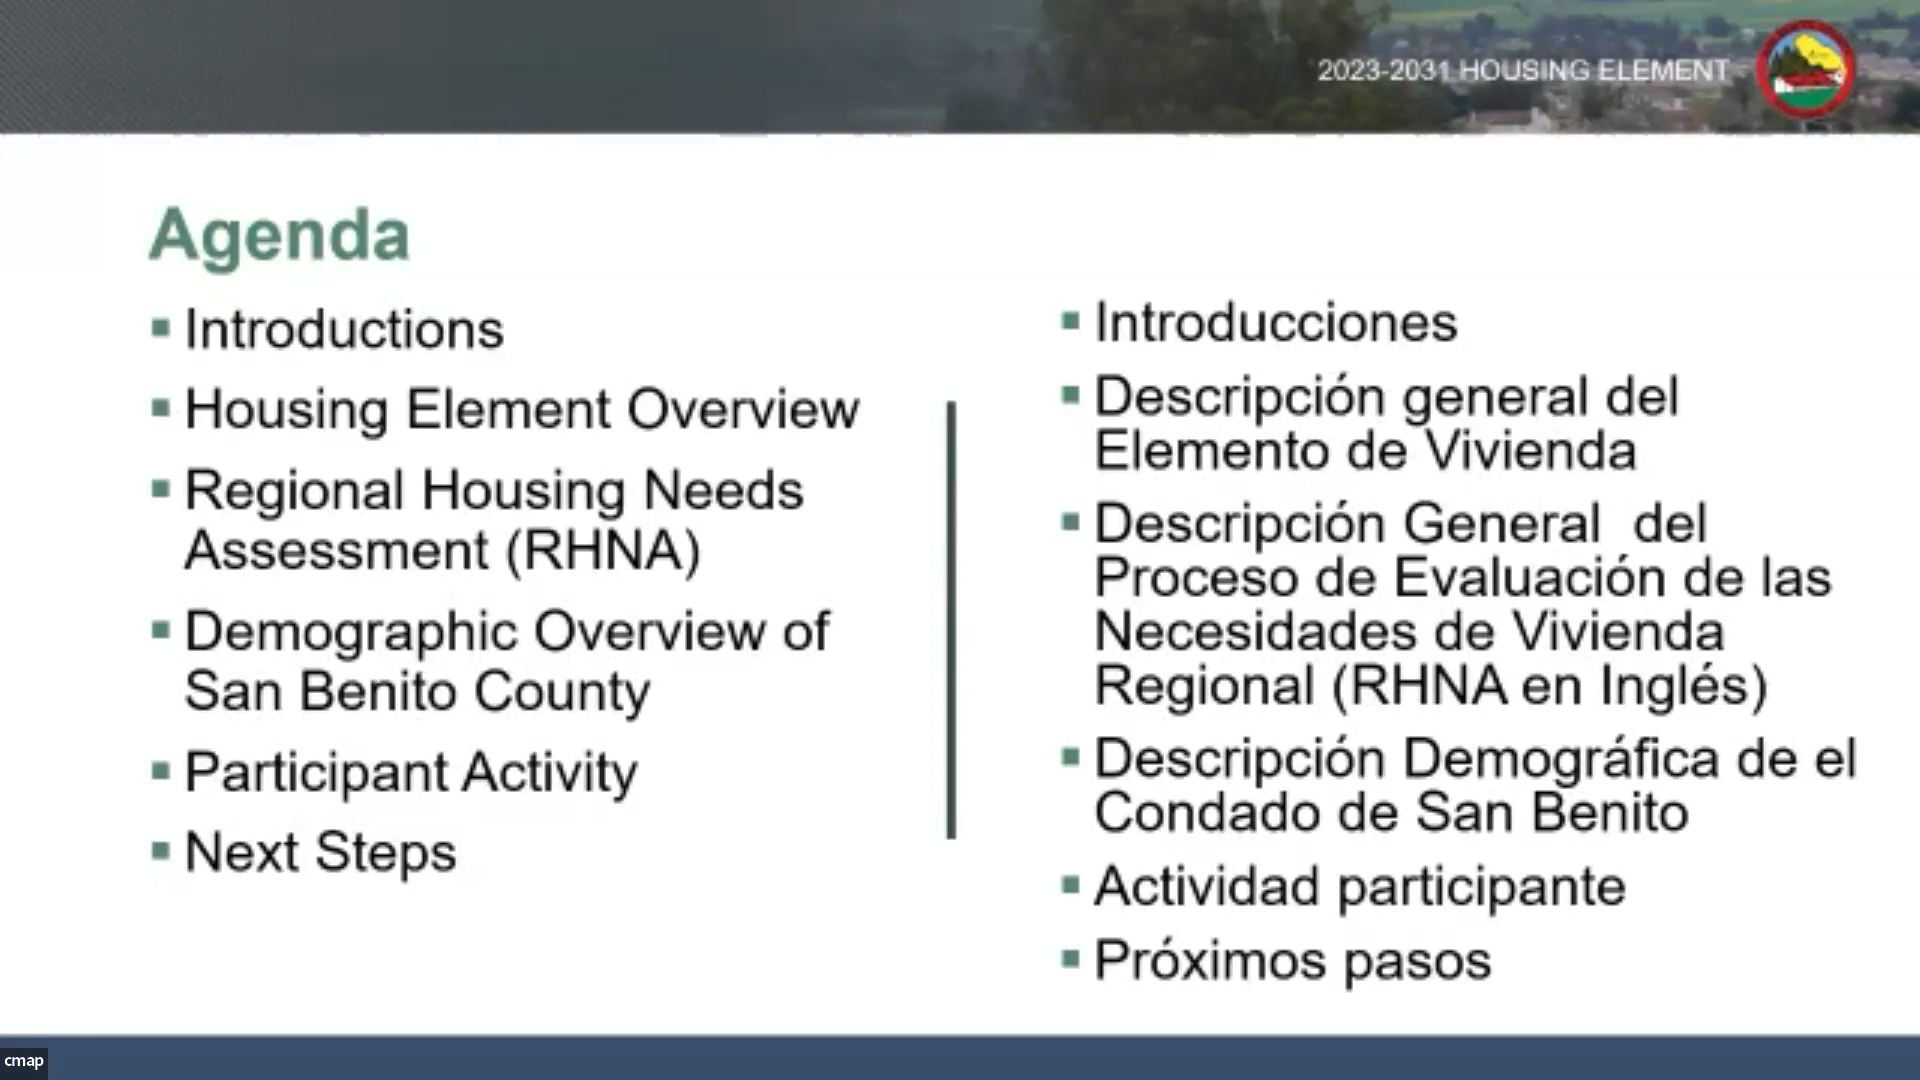 2023-2031 HOUSING ELEMENT
Agenda
Introductions
Housing Element Overview
Regional Housing Needs
Assessment (RHNA)
Demographic Overview of
San Benito County
Participant Activity
Next Steps
Introducciones
Descripción general del
Elemento de Vivienda
Descripción General  del
Proceso de Evaluación de las
Necesidades de Vivienda
Regional (RHNA en Inglés)
Descripción Demográfica de el
Condado de San Benito
Actividad participante
Próximos pasos
cmap